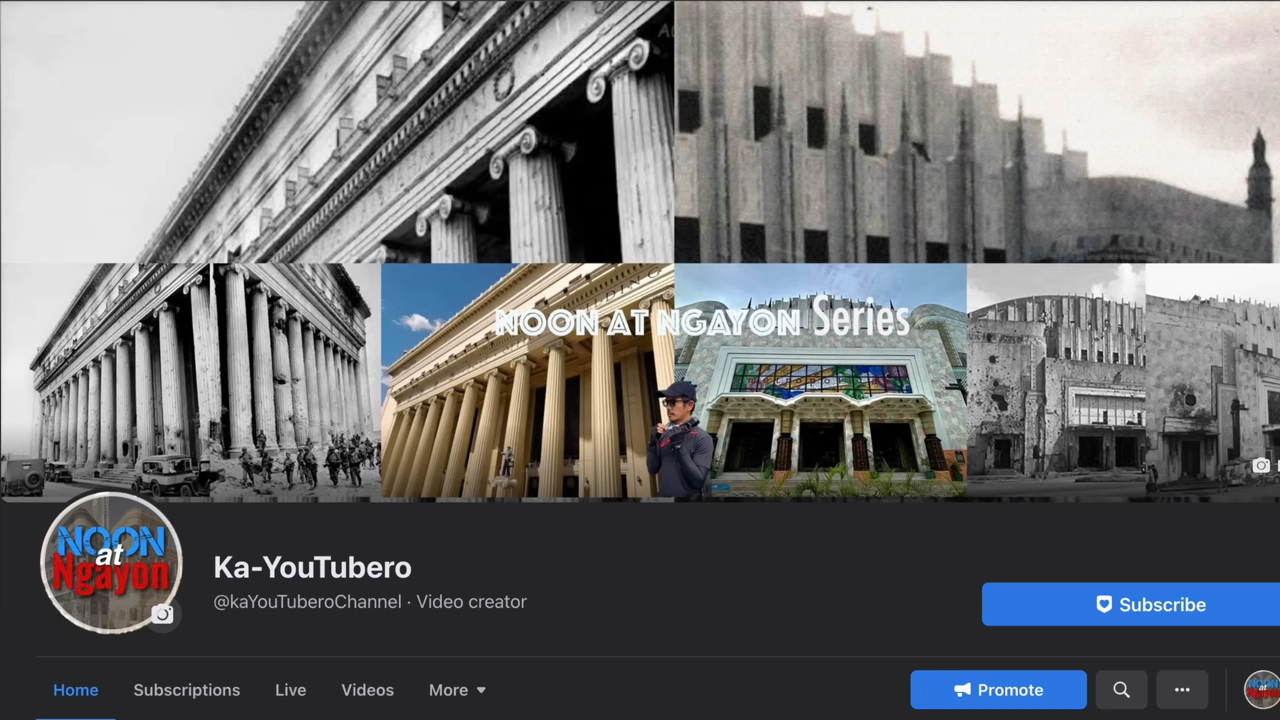 NOON AT NGAYON Series
NOON
at
Ngayon
Ka-YouTubero
@kaYouTuberoChannel · Video creator
Subscribe
Home
Subscriptions
Live
Videos
More
Promote